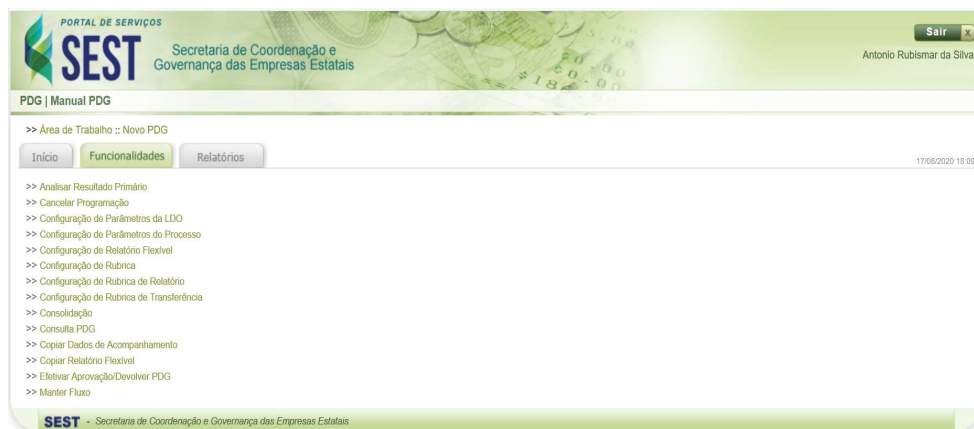 PORTAL DE SERVIÇOS
SEST
Secretaria de Coordenação e
Governança das Empresas Estatais
Sair x
Antonio Rubismar da Silva
PDG | Manual PDG
>> Área de Trabalho :: Novo PDG
Início Funcionalidades Relatórios
17/08/2020 18:09
>> Analisar Resultado Primário
>> Cancelar Programação
>> Configuração de Parâmetros da LDO
>> Configuração de Parâmetros do Processo
>> Configuração de Relatório Flexível
>> Configuração de Rubrica
>> Configuração de Rubrica de Relatório
>> Configuração de Rubrica de Transferência
>> Consolidação
>> Consulta PDG
>> Copiar Dados de Acompanhamento
>> Copiar Relatório Flexível
>> Efetivar Aprovação/Devolver PDG
>> Manter Fluxo
SEST - Secretaria de Coordenação e Governança das Empresas Estatais